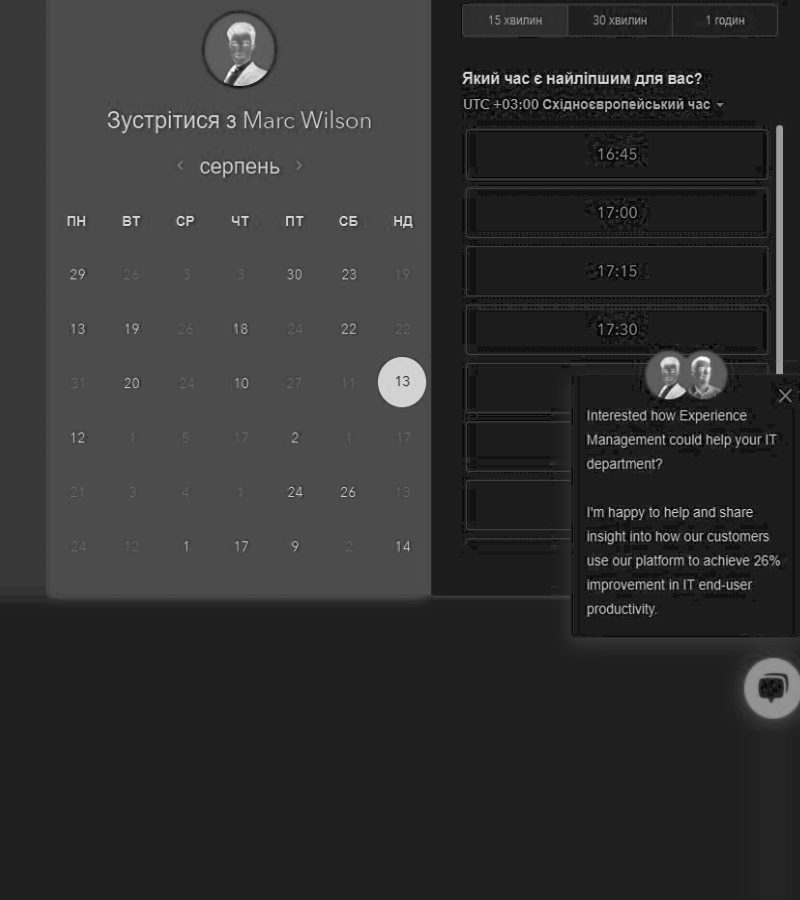 Зустрітися з Marc Wilson
‹ серпень ›
ПН ВТ СР ЧТ ПТ СБ НД
29 26 3 3 30 23 19
13 19 26 18 24 22 22
31 20 24 10 27 11 13
12 1 5 17 2 1 17
21 3 4 1 24 26 13
24 12 1 17 9 2 14
15 хвилин 30 хвилин 1 годин
Який час є найліпшим для вас?
UTC +03:00 Східноєвропейський час
16:45
17:00
17:15
17:30
Interested how Experience
Management could help your IT
department?
I'm happy to help and share
insight into how our customers
use our platform to achieve 26%
improvement in IT end-user
productivity.